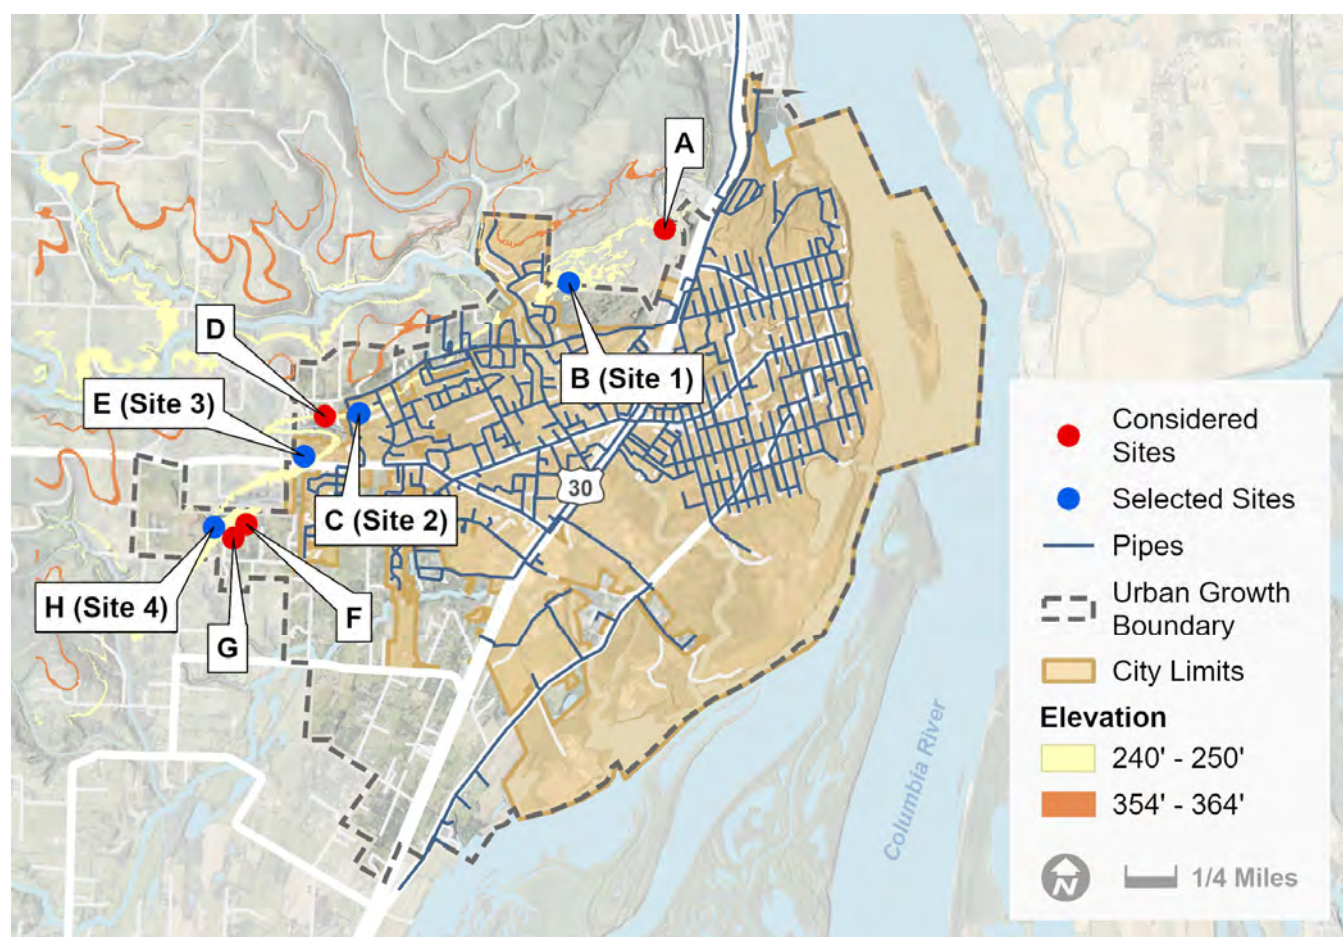 A
D
B (Site 1)
E (Site 3)
30
C (Site 2)
H (Site 4)
F
G
Columbia River
Considered
Sites
Selected Sites
Pipes
Urban Growth
Boundary
City Limits
Elevation
240' - 250'
354' - 364'
N
1/4 Miles